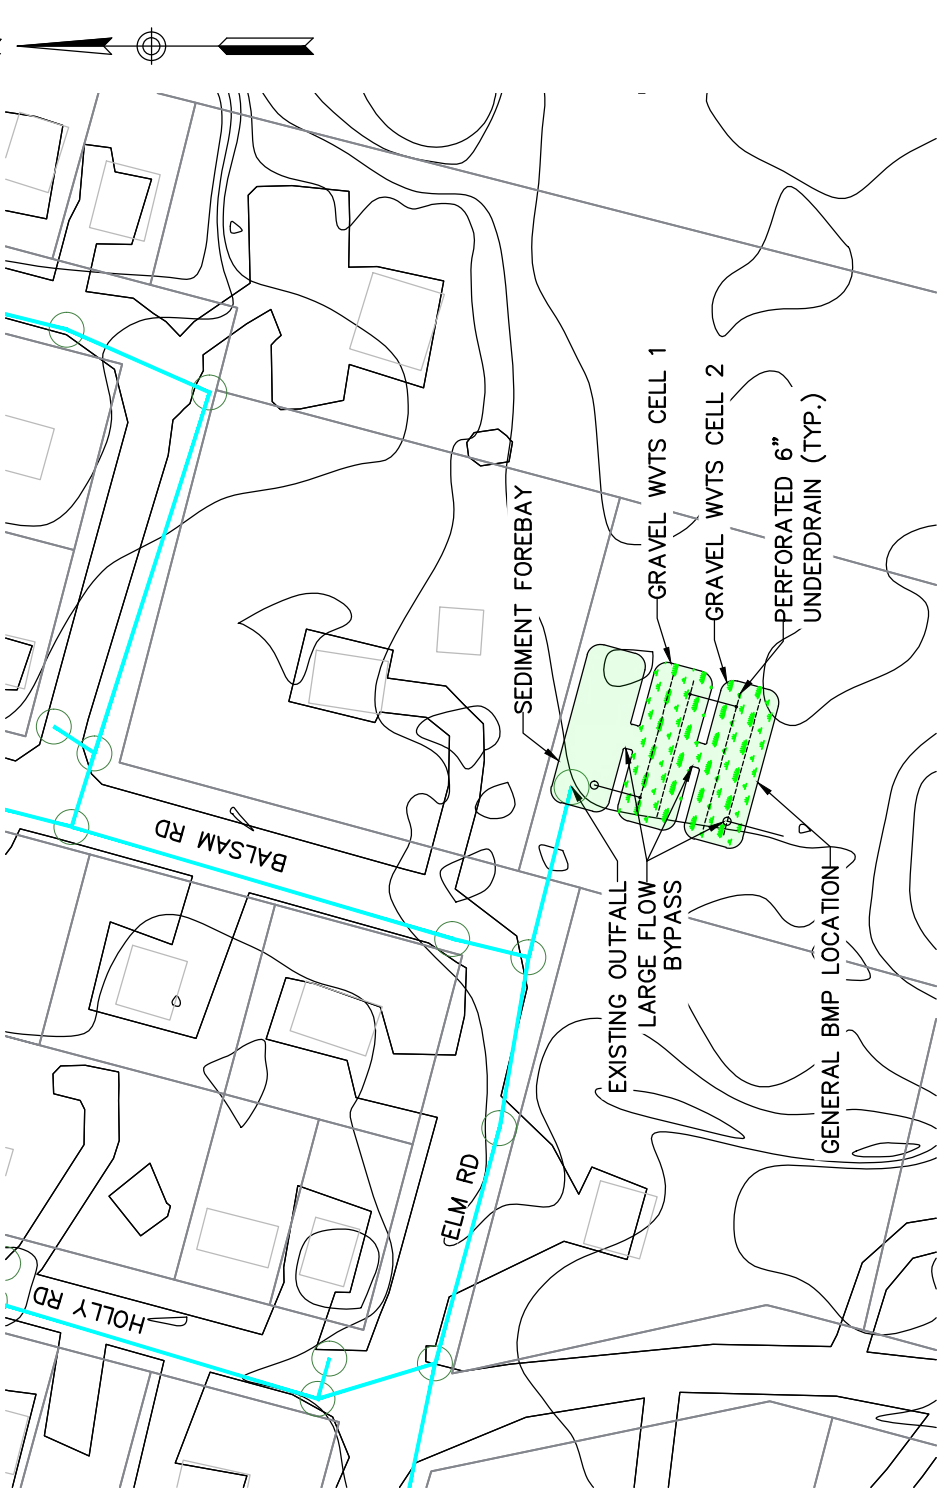 SEDIMENT FOREBAY
GRAVEL WVTS CELL 1
GRAVEL WVTS CELL 2
PERFORATED 6"
UNDERDRAIN (TYP.)
EXISTING OUTFALL
LARGE FLOW
BYPASS
GENERAL BMP LOCATION
BALSAM RD
ELM RD
HOLLY RD